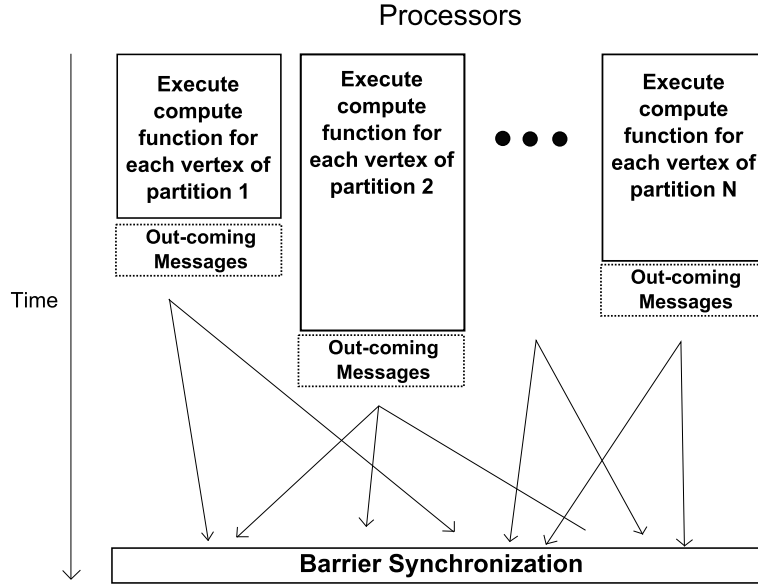 Processors
Execute
compute
function for
each vertex of
partition 1
Out-coming
Messages
Execute
compute
function for
each vertex of
partition 2
Out-coming
Messages
Execute
compute
function for
each vertex of
partition N
Out-coming
Messages
Time
Barrier Synchronization